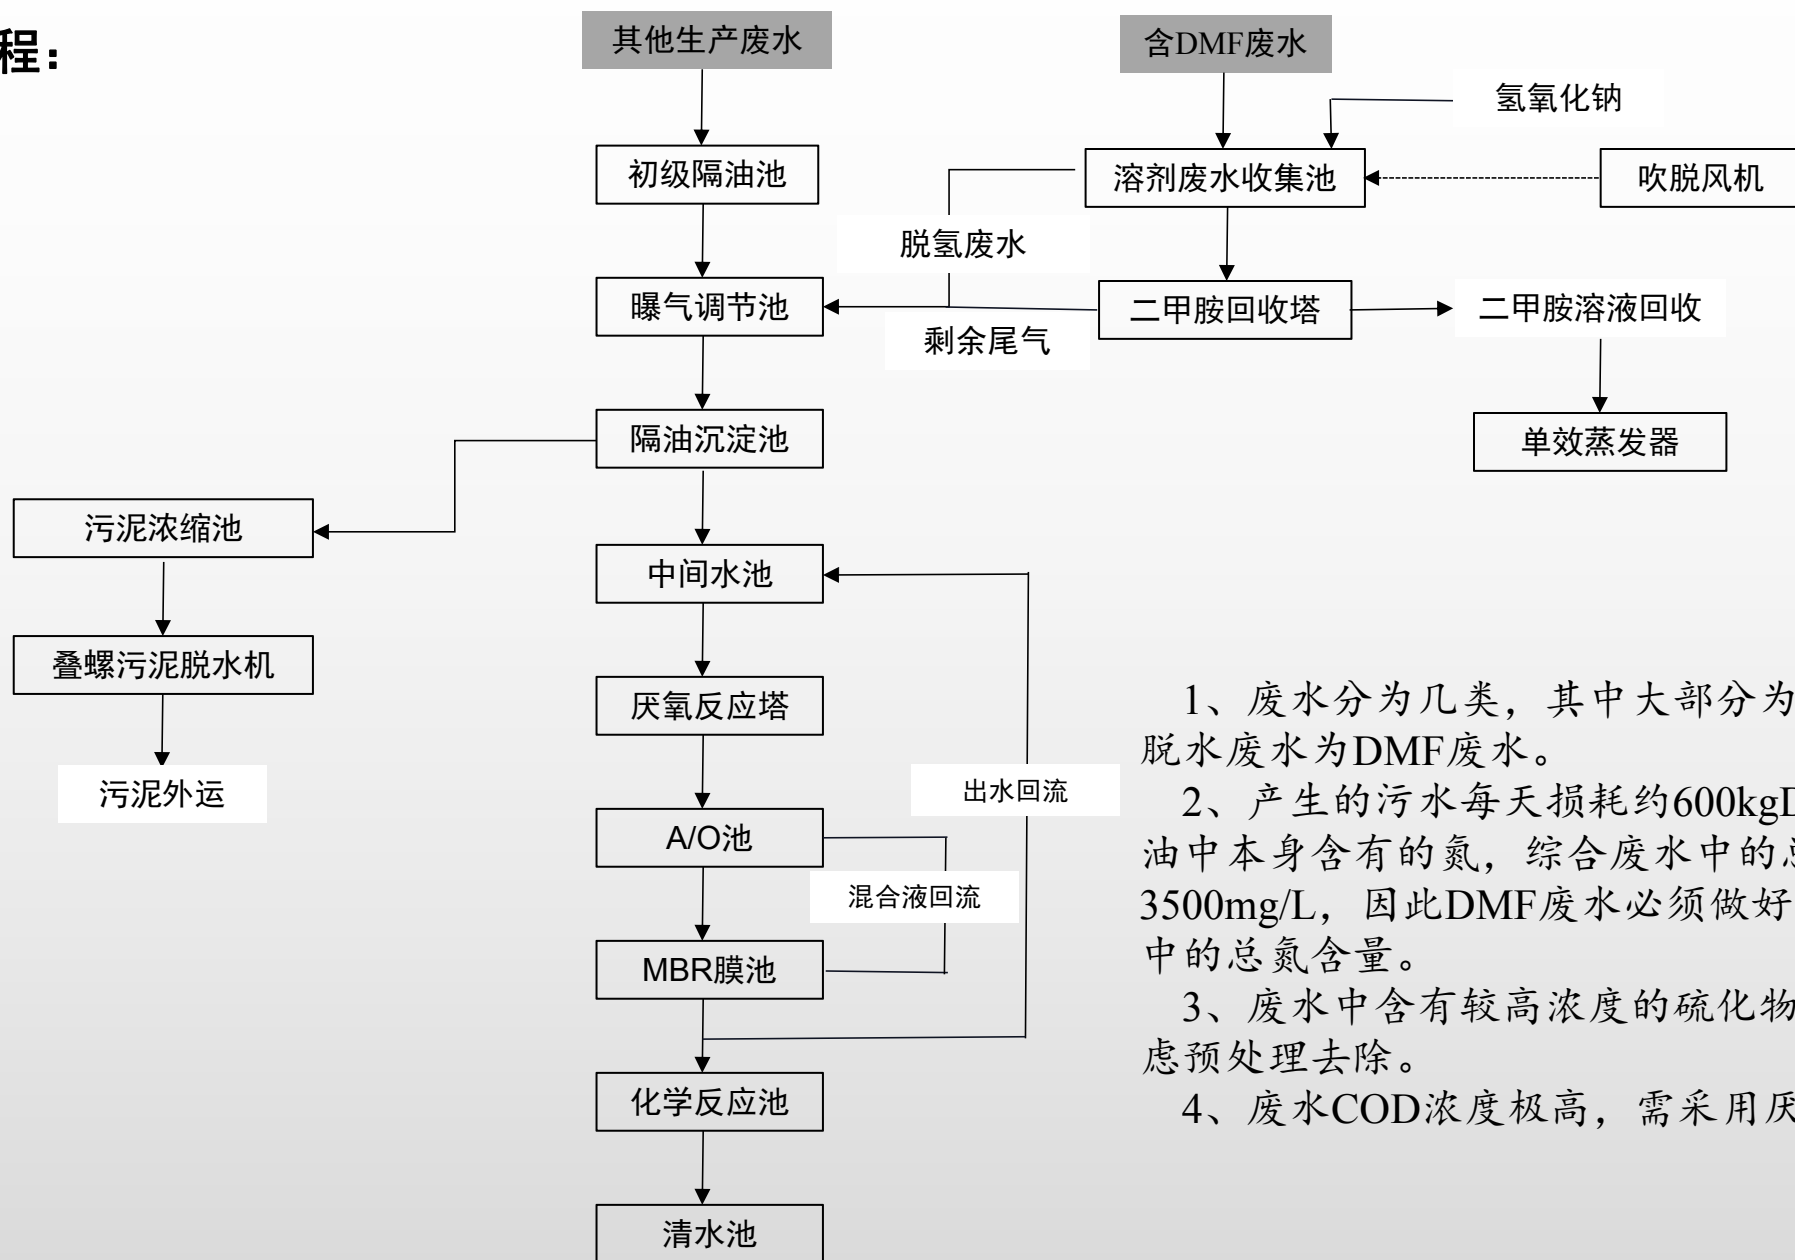 程：
其他生产废水
含DMF废水
氢氧化钠
初级隔油池
溶剂废水收集池
吹脱风机
脱氢废水
曝气调节池
二甲胺回收塔
二甲胺溶液回收
剩余尾气
隔油沉淀池
单效蒸发器
污泥浓缩池
中间水池
叠螺污泥脱水机
厌氧反应塔
污泥外运
出水回流
A/O池
混合液回流
MBR膜池
化学反应池
清水池
1、废水分为几类，其中大部分为
脱水废水为DMF废水。
2、产生的污水每天损耗约600kgD
油中本身含有的氮，综合废水中的总
3500mg/L，因此DMF废水必须做好
中的总氮含量。
3、废水中含有较高浓度的硫化物
虑预处理去除。
4、废水COD浓度极高，需采用厌